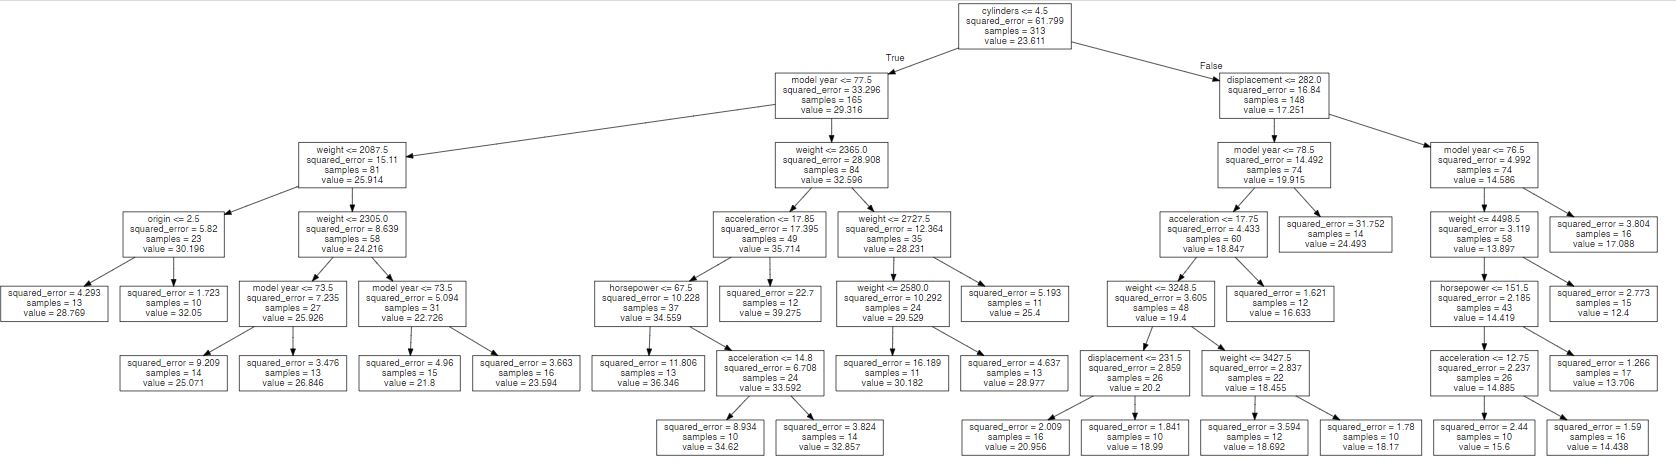 cylinders <= 4.5
squared_error = 61.799
samples = 313
value = 23.611
True
False
model year <= 77.5
squared_error = 33.296
samples = 165
value = 29.316
displacement <= 282.0
squared_error = 16.84
samples = 148
value = 17.251
weight <= 2087.5
squared_error = 15.11
samples = 81
value = 25.914
weight <= 2365.0
squared_error = 28.908
samples = 84
value = 32.596
model year <= 78.5
squared_error = 14.492
samples = 74
value = 19.915
model year <= 76.5
squared_error = 4.992
samples = 74
value = 14.586
origin <= 2.5
squared_error = 5.82
samples = 23
value = 30.196
weight <= 2305.0
squared_error = 8.639
samples = 58
value = 24.216
acceleration <= 17.85
squared_error = 17.395
samples = 49
value = 35.714
weight <= 2727.5
squared_error = 12.364
samples = 35
value = 28.231
acceleration <= 17.75
squared_error = 4.433
samples = 60
value = 18.847
squared_error = 31.752
samples = 14
value = 24.493
weight <= 4498.5
squared_error = 3.119
samples = 58
value = 13.897
squared_error = 3.804
samples = 16
value = 17.088
squared_error = 4.293
samples = 13
value = 28.769
squared_error = 1.723
samples = 10
value = 32.05
model year <= 73.5
squared_error = 7.235
samples = 27
value = 25.926
model year <= 73.5
squared_error = 5.094
samples = 31
value = 22.726
horsepower <= 67.5
squared_error = 10.228
samples = 37
value = 34.559
squared_error = 22.7
samples = 12
value = 39.275
weight <= 2580.0
squared_error = 10.292
samples = 24
value = 29.529
squared_error = 5.193
samples = 11
value = 25.4
weight <= 3248.5
squared_error = 3.605
samples = 48
value = 19.4
squared_error = 1.621
samples = 12
value = 16.633
horsepower <= 151.5
squared_error = 2.185
samples = 43
value = 14.419
squared_error = 2.773
samples = 15
value = 12.4
squared_error = 9.209
samples = 14
value = 25.071
squared_error = 3.476
samples = 13
value = 26.846
squared_error = 4.96
samples = 15
value = 21.8
squared_error = 3.663
samples = 16
value = 23.594
squared_error = 11.806
samples = 13
value = 36.346
acceleration <= 14.8
squared_error = 6.708
samples = 24
value = 33.592
squared_error = 16.189
samples = 11
value = 30.182
squared_error = 4.637
samples = 13
value = 28.977
displacement <= 231.5
squared_error = 2.859
samples = 26
value = 20.2
weight <= 3427.5
squared_error = 2.837
samples = 22
value = 18.455
acceleration <= 12.75
squared_error = 2.237
samples = 26
value = 14.885
squared_error = 1.266
samples = 17
value = 13.706
squared_error = 8.934
samples = 10
value = 34.62
squared_error = 3.824
samples = 14
value = 32.857
squared_error = 2.009
samples = 16
value = 20.956
squared_error = 1.841
samples = 10
value = 18.99
squared_error = 3.594
samples = 12
value = 18.692
squared_error = 1.78
samples = 10
value = 18.17
squared_error = 2.44
samples = 10
value = 15.6
squared_error = 1.59
samples = 16
value = 14.438